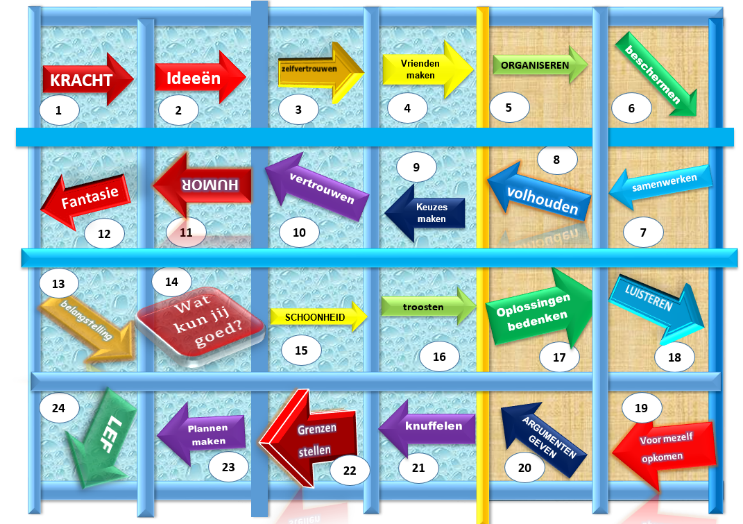 KRACHT
1
Ideeën
2
zelfvertrouwen
3
Vrienden
maken
4
ORGANISEREN
5
beschermen
6
Fantasie
12
HUMOR
11
vertrouwen
10
9
Keuzes
maken
8
volhouden
samenwerken
7
13
belangstelling
14
Wat
kun jij
goed?
SCHOONHEID
15
troosten
16
Oplossingen
bedenken
17
LUISTEREN
18
24
LEF
Plannen
maken
23
Grenzen
stellen
22
knuffelen
21
ARGUMENTEN
GEVEN
20
19
Voor mezelf
opkomen